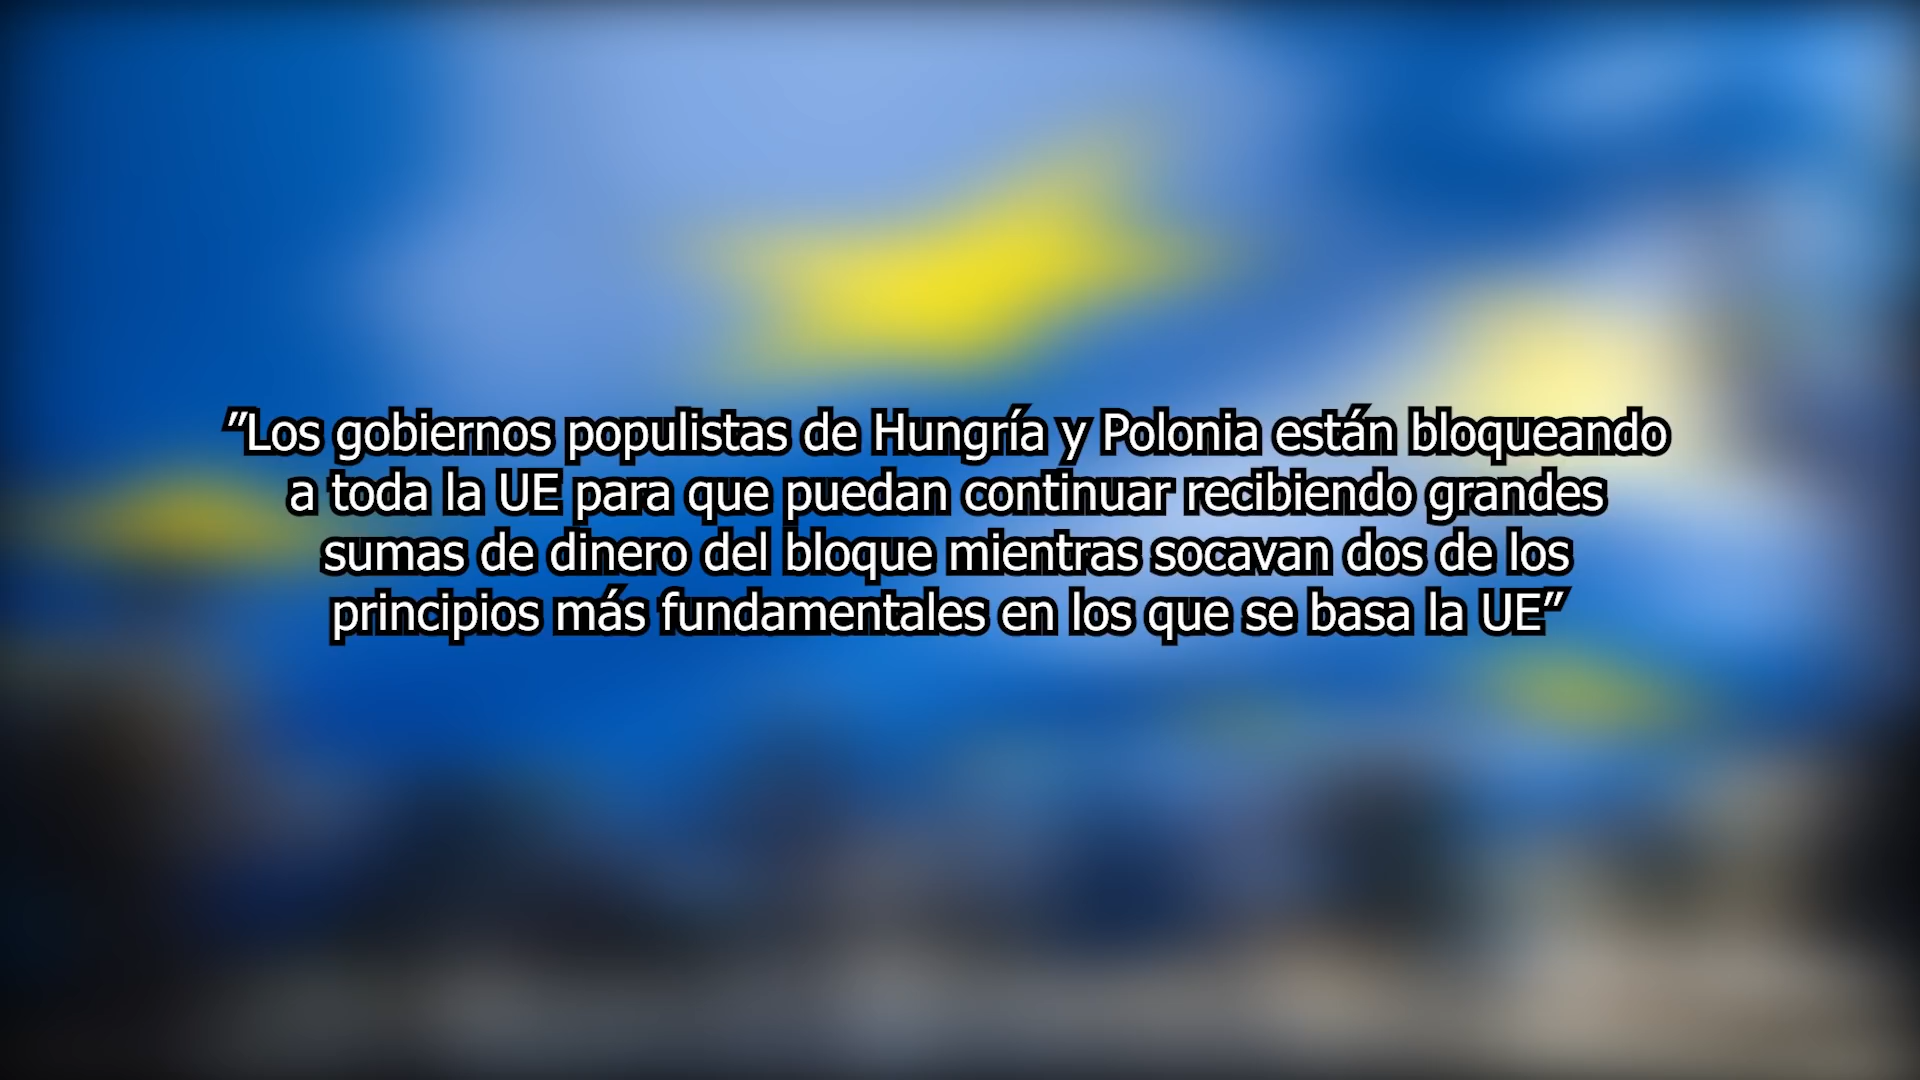 ”Los gobiernos populistas de Hungría y Polonia están bloqueando
a toda la UE para que puedan continuar recibiendo grandes
sumas de dinero del bloque mientras socavan dos de los
principios más fundamentales en los que se basa la UE”